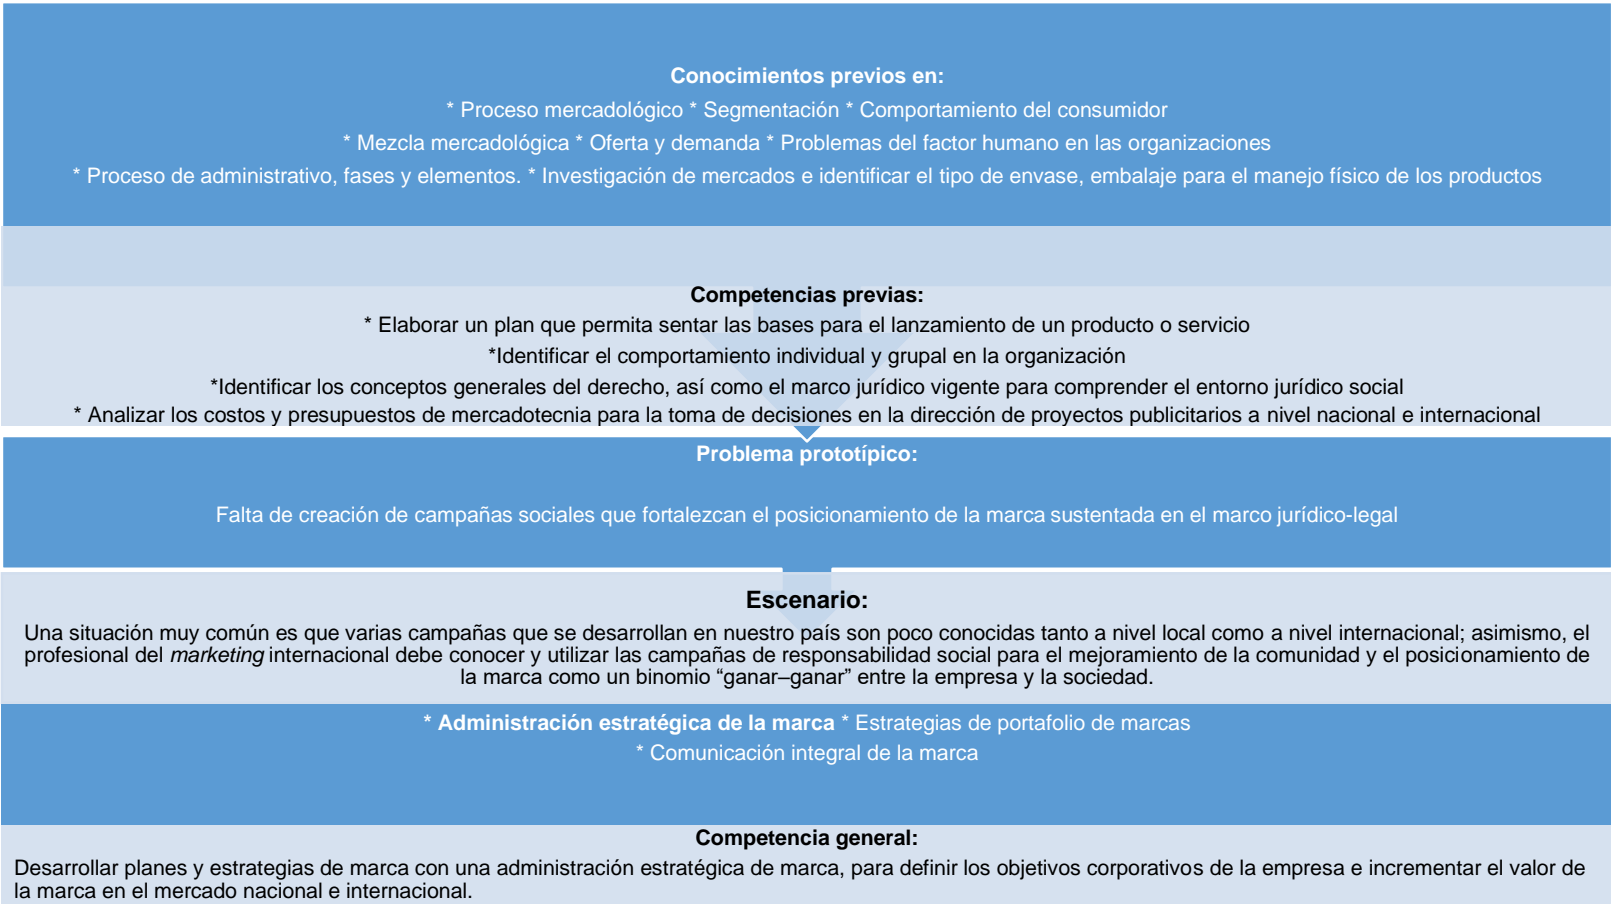 Conocimientos previos en:
* Proceso mercadológico * Segmentación * Comportamiento del consumidor
* Mezcla mercadológica * Oferta y demanda * Problemas del factor humano en las organizaciones
* Proceso de administrativo, fases y elementos. * Investigación de mercados e identificar el tipo de envase, embalaje para el manejo físico de los productos
Competencias previas:
* Elaborar un plan que permita sentar las bases para el lanzamiento de un producto o servicio
*Identificar el comportamiento individual y grupal en la organización
*Identificar los conceptos generales del derecho, así como el marco jurídico vigente para comprender el entorno jurídico social
* Analizar los costos y presupuestos de mercadotecnia para la toma de decisiones en la dirección de proyectos publicitarios a nivel nacional e internacional
Problema prototípico:
Falta de creación de campañas sociales que fortalezcan el posicionamiento de la marca sustentada en el marco jurídico-legal
Escenario:
Una situación muy común es que varias campañas que se desarrollan en nuestro país son poco conocidas tanto a nivel local como a nivel internacional; asimismo, el
profesional del marketing internacional debe conocer y utilizar las campañas de responsabilidad social para el mejoramiento de la comunidad y el posicionamiento de
la marca como un binomio “ganar–ganar” entre la empresa y la sociedad.
* Administración estratégica de la marca * Estrategias de portafolio de marcas
* Comunicación integral de la marca
Competencia general:
Desarrollar planes y estrategias de marca con una administración estratégica de marca, para definir los objetivos corporativos de la empresa e incrementar el valor de
la marca en el mercado nacional e internacional.